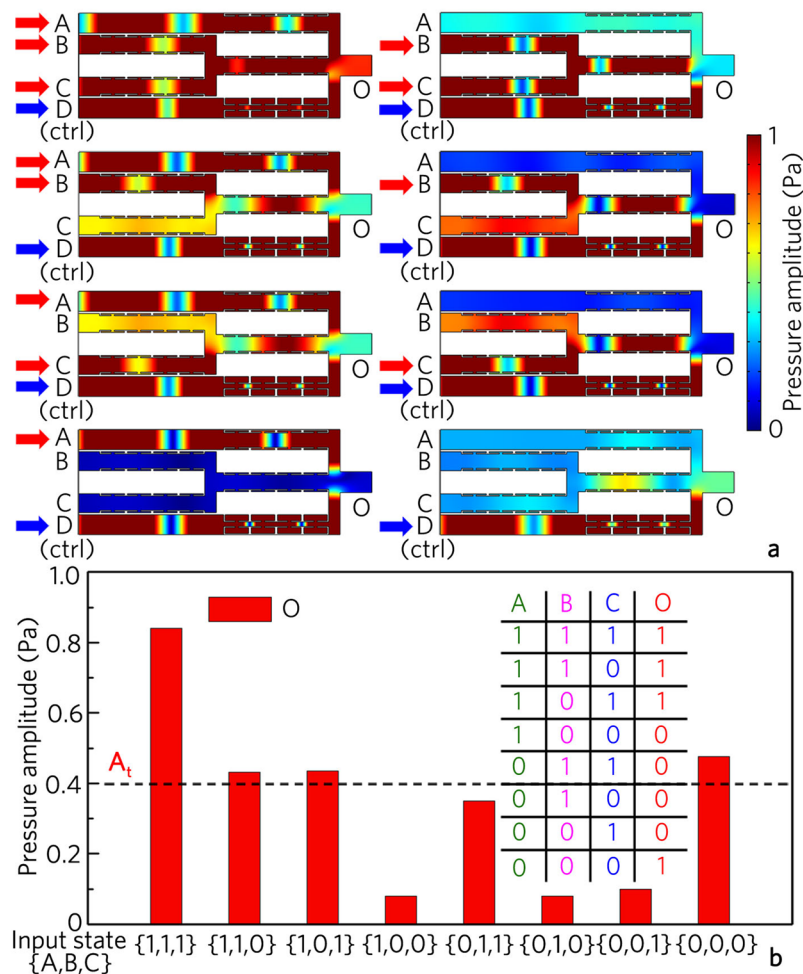 A
B
C
D
(ctrl)
O
A
B
C
D
(ctrl)
O
A
B
C
D
(ctrl)
O
A
B
C
D
(ctrl)
O
A
B
C
D
(ctrl)
O
A
B
C
D
(ctrl)
O
A
B
C
D
(ctrl)
O
A
B
C
D
(ctrl)
O
1
Pressure amplitude (Pa)
0
a
1.0
0.8
0.6
0.4
0.2
0
Pressure amplitude (Pa)
At
O
A B C O
1 1 1 1
1 1 0 1
1 0 1 1
1 0 0 0
0 1 1 0
0 1 0 0
0 0 1 0
0 0 0 1
Input state {1,1,1} {1,1,0} {1,0,1} {1,0,0} {0,1,1} {0,1,0} {0,0,1} {0,0,0}
{A,B,C}
b